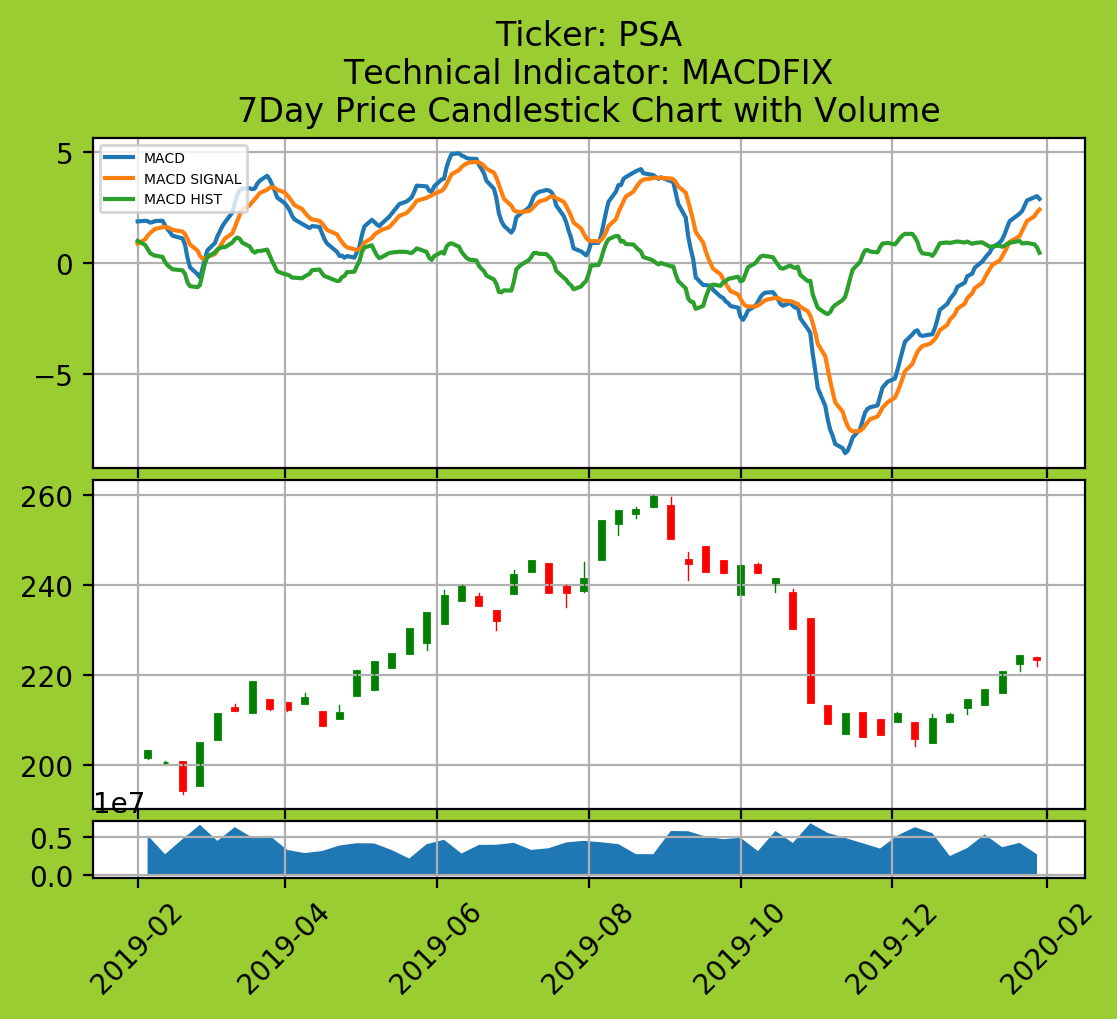 Ticker: PSA
Technical Indicator: MACDFIX
7Day Price Candlestick Chart with Volume
5
0
−5
MACD
MACD SIGNAL
MACD HIST
260
240
220
200
1e7
0.5
0.0
2019-02
2019-04
2019-06
2019-08
2019-10
2019-12
2020-02